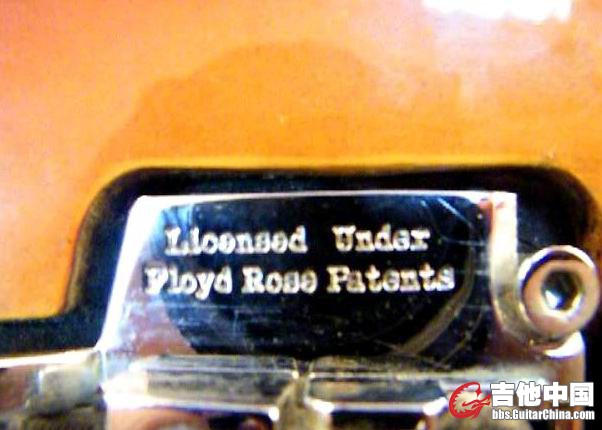 Licensed Under
Floyd Rose Patents
吉他中国
bbs.GuitarChina.com